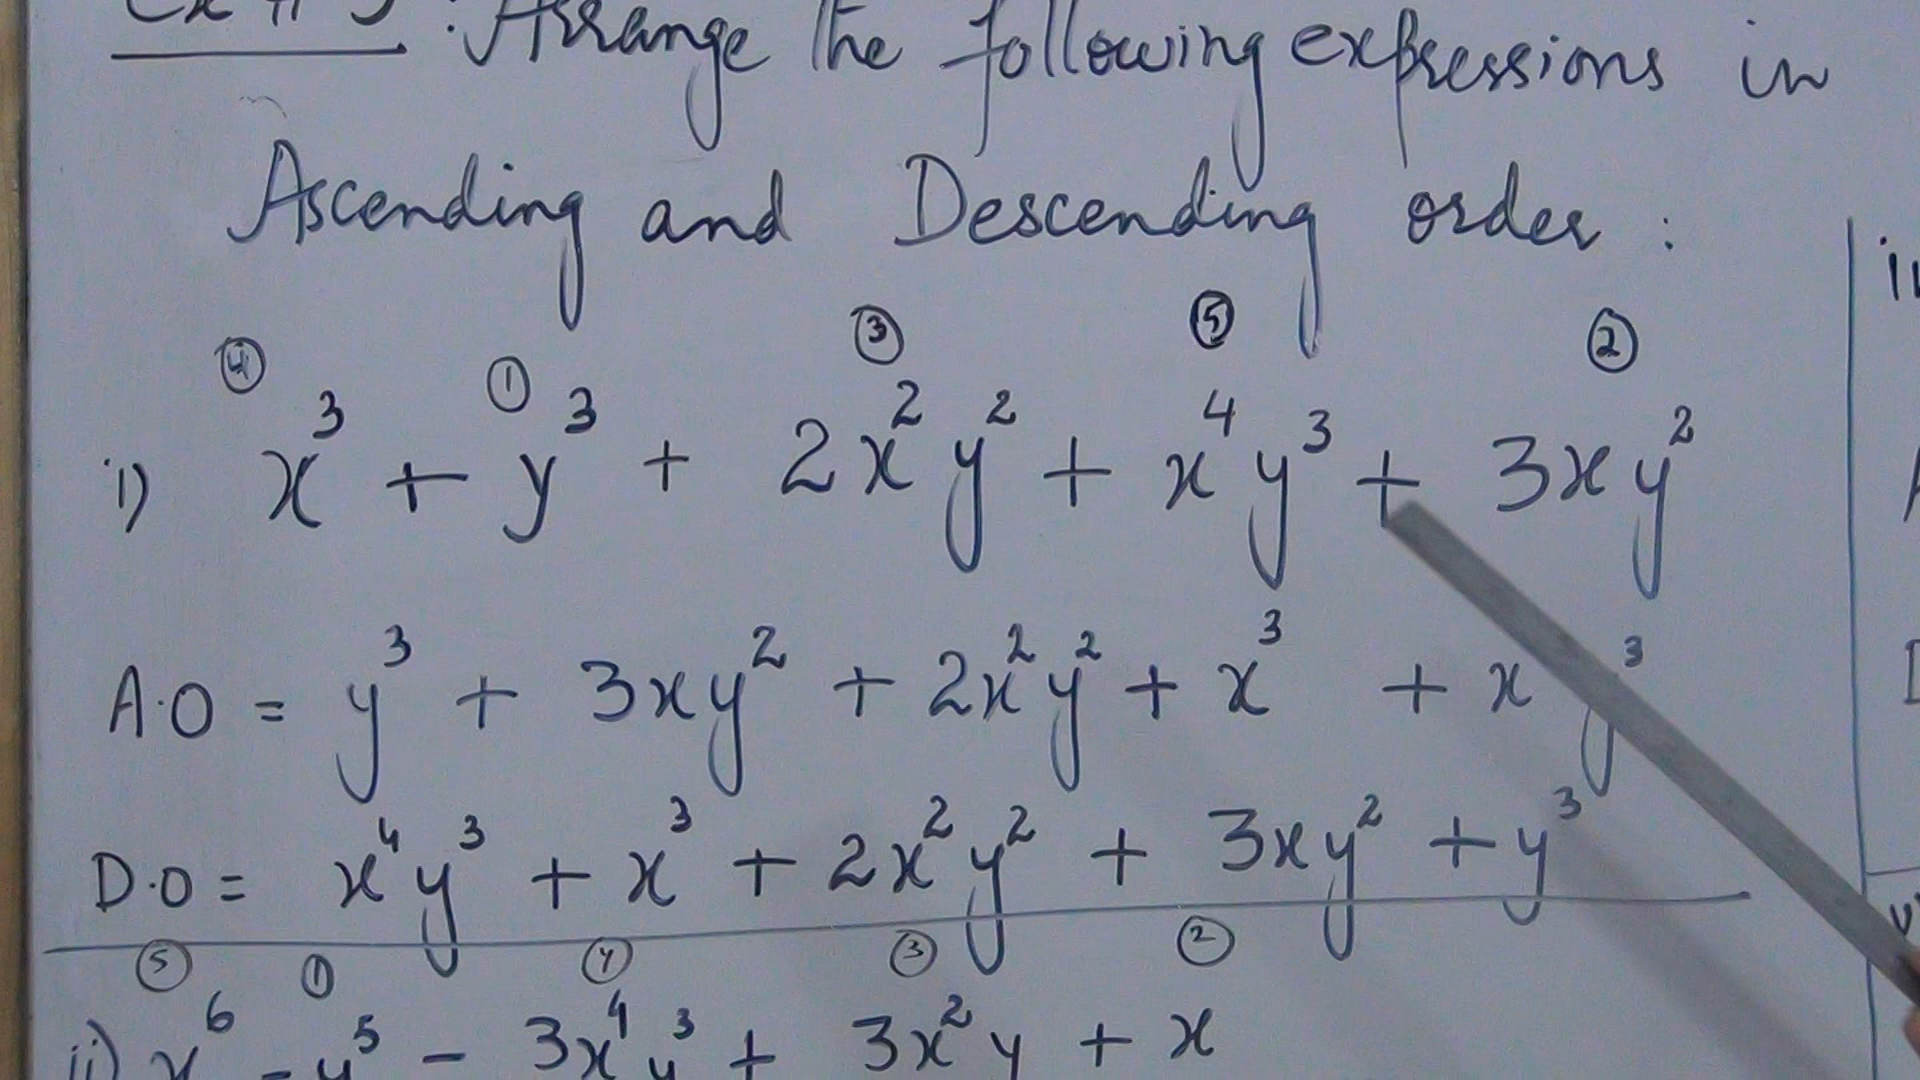 : Arrange the following expressions in
Ascending and Descending order :
④ ① ③ ⑤ ②
i) x³ + y³ + 2x²y² + x⁴y³ + 3xy²
A.O = y³ + 3xy² + 2x²y² + x³ + x y³
D.O = x⁴y³ + x³ + 2x²y² + 3xy² + y³
⑤ ① ④ ③ ②
ii) x⁶ - y⁵ - 3x⁴y³ + 3x²y + x